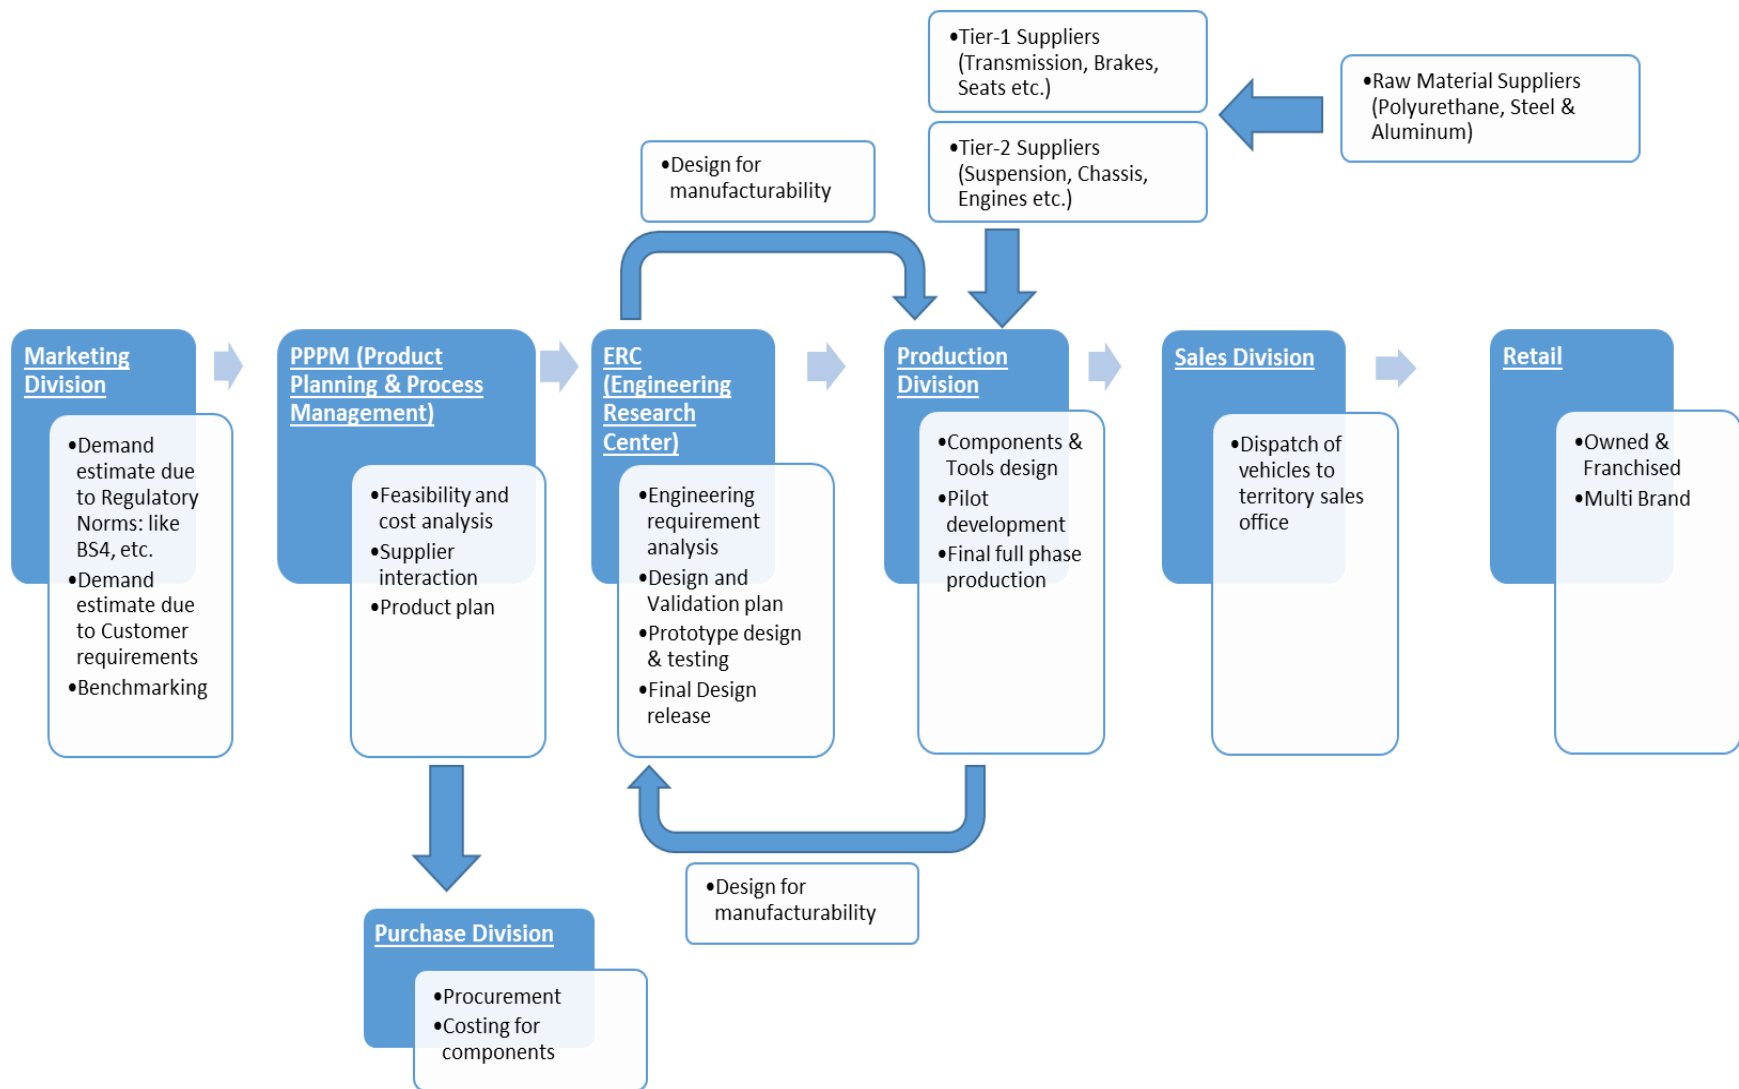 •Tier-1 Suppliers
(Transmission, Brakes,
Seats etc.)
•Raw Material Suppliers
(Polyurethane, Steel &
Aluminum)
•Tier-2 Suppliers
(Suspension, Chassis,
Engines etc.)
•Design for
manufacturability
Marketing
Division
•Demand
estimate due
to Regulatory
Norms: like
BS4, etc.
•Demand
estimate due
to Customer
requirements
•Benchmarking
PPPM (Product
Planning & Process
Management)
•Feasibility and
cost analysis
•Supplier
interaction
•Product plan
ERC
(Engineering
Research
Center)
•Engineering
requirement
analysis
•Design and
Validation plan
•Prototype design
& testing
•Final Design
release
Production
Division
•Components &
Tools design
•Pilot
development
•Final full phase
production
Sales Division
•Dispatch of
vehicles to
territory sales
office
Retail
•Owned &
Franchised
•Multi Brand
•Design for
manufacturability
Purchase Division
•Procurement
•Costing for
components